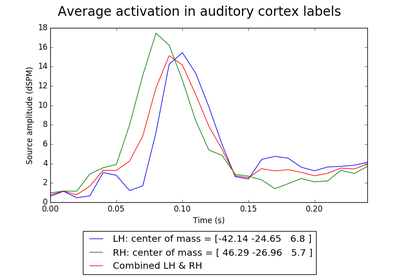 Average activation in auditory cortex labels
18
16
14
12
10
8
6
4
2
0
Source amplitude (dSPM)
0.00 0.05 0.10 0.15 0.20
Time (s)
LH: center of mass = [-42.14 -24.65 6.8 ]
RH: center of mass = [ 46.29 -26.96 5.7 ]
Combined LH & RH